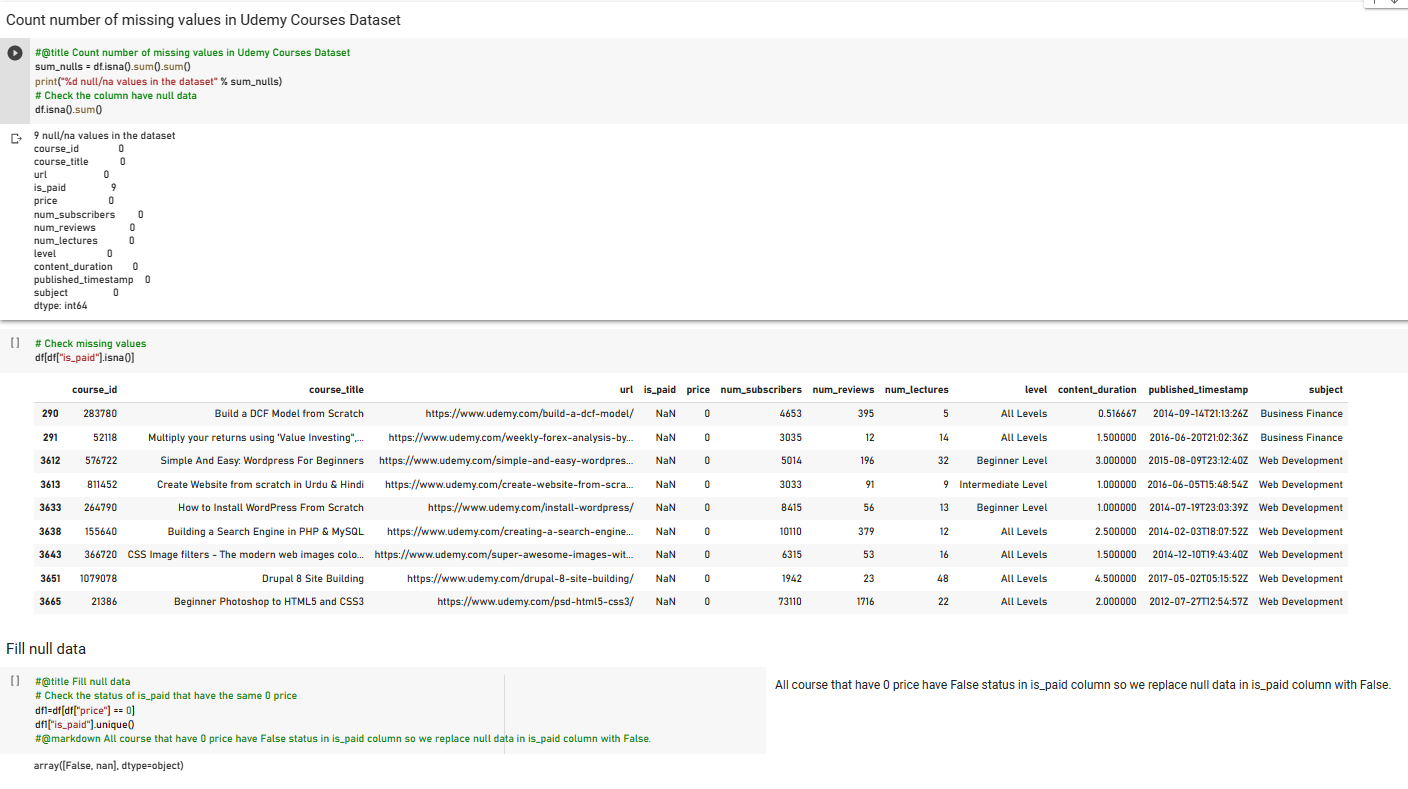 Count number of missing values in Udemy Courses Dataset
#@title Count number of missing values in Udemy Courses Dataset
sum_nulls = df.isna().sum().sum()
print("%d null/na values in the dataset" % sum_nulls)
# Check the column have null data
df.isna().sum()
9 null/na values in the dataset
course_id 0
course_title 0
url 0
is_paid 9
price 0
num_subscribers 0
num_reviews 0
num_lectures 0
level 0
content_duration 0
published_timestamp 0
subject 0
dtype: int64
[ ] # Check missing values
df[df["is_paid"].isna()]
course_id course_title url is_paid price num_subscribers num_reviews num_lectures level content_duration published_timestamp subject
290 283780 Build a DCF Model from Scratch https://www.udemy.com/build-a-dcf-model/ NaN 0 4653 395 5 All Levels 0.516667 2014-09-14T21:13:26Z Business Finance
291 52118 Multiply your returns using 'Value Investing",... https://www.udemy.com/weekly-forex-analysis-by... NaN 0 3035 12 14 All Levels 1.500000 2016-06-20T21:02:36Z Business Finance
3612 576722 Simple And Easy: Wordpress For Beginners https://www.udemy.com/simple-and-easy-wordpres... NaN 0 5014 196 32 Beginner Level 3.000000 2015-08-09T23:12:40Z Web Development
3613 811452 Create Website from scratch in Urdu & Hindi https://www.udemy.com/create-website-from-scra... NaN 0 3033 91 9 Intermediate Level 1.000000 2016-06-05T15:48:54Z Web Development
3633 264790 How to Install WordPress From Scratch https://www.udemy.com/install-wordpress/ NaN 0 8415 56 13 Beginner Level 1.000000 2014-07-19T23:03:39Z Web Development
3638 155640 Building a Search Engine in PHP & MySQL https://www.udemy.com/creating-a-search-engine... NaN 0 10110 379 12 All Levels 2.500000 2014-02-03T18:07:52Z Web Development
3643 366720 CSS Image filters - The modern web images colo... https://www.udemy.com/super-awesome-images-wit... NaN 0 6315 53 16 All Levels 1.500000 2014-12-10T19:43:40Z Web Development
3651 1079078 Drupal 8 Site Building https://www.udemy.com/drupal-8-site-building/ NaN 0 1942 23 48 All Levels 4.500000 2017-05-02T05:15:52Z Web Development
3665 21386 Beginner Photoshop to HTML5 and CSS3 https://www.udemy.com/psd-html5-css3/ NaN 0 73110 1716 22 All Levels 2.000000 2012-07-27T12:54:57Z Web Development
Fill null data
[ ] #@title Fill null data
# Check the status of is_paid that have the same 0 price
df1=df[df["price"] == 0]
df1["is_paid"].unique()
#@markdown All course that have 0 price have False status in is_paid column so we replace null data in is_paid column with False.
All course that have 0 price have False status in is_paid column so we replace null data in is_paid column with False.
array([False, nan], dtype=object)